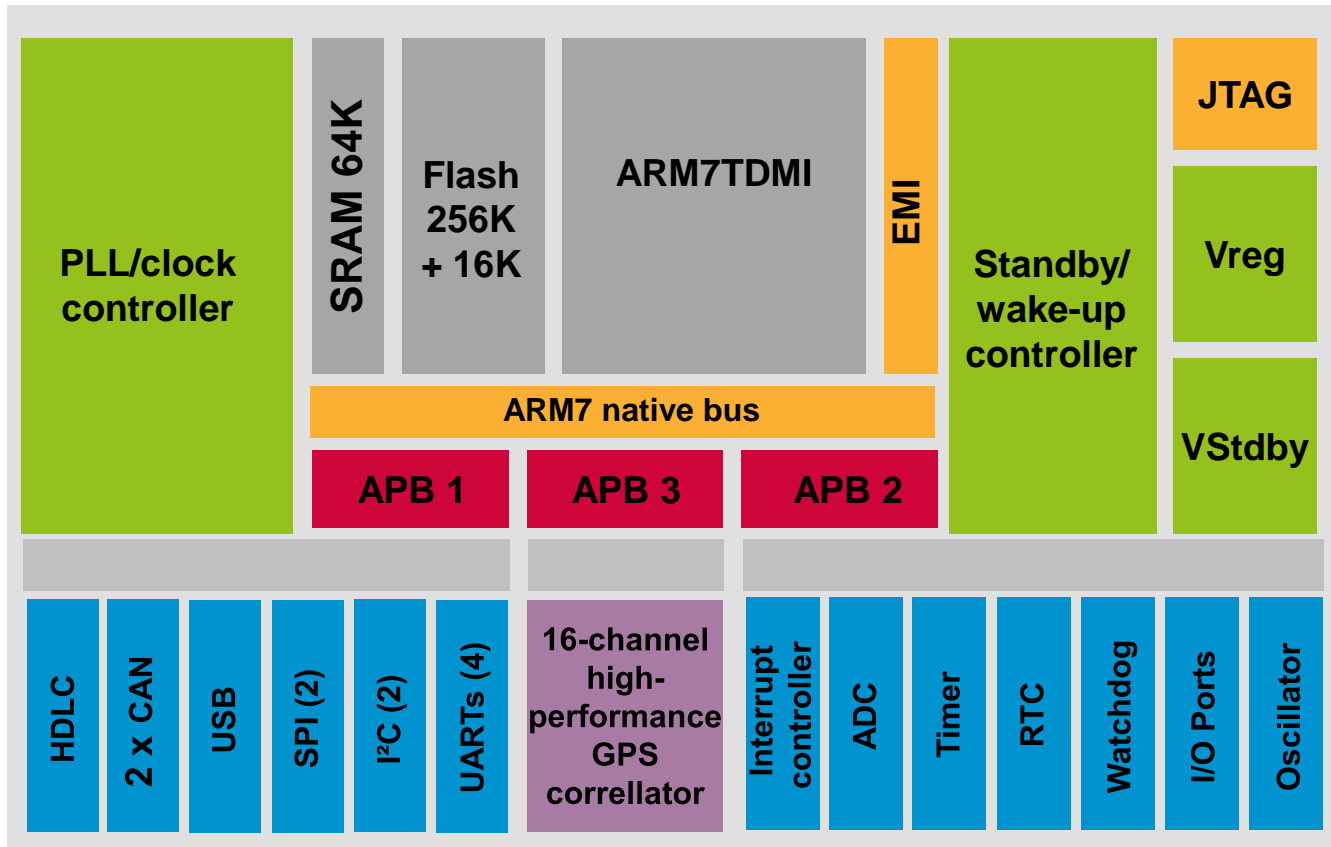 PLL/clock
controller
SRAM 64K
Flash
256K
+ 16K
ARM7TDMI
EMI
Standby/
wake-up
controller
JTAG
Vreg
VStdby
ARM7 native bus
APB 1
APB 3
APB 2
HDLC
2 x CAN
USB
SPI (2)
I²C (2)
UARTs (4)
16-channel
high-
performance
GPS
correllator
Interrupt
controller
ADC
Timer
RTC
Watchdog
I/O Ports
Oscillator